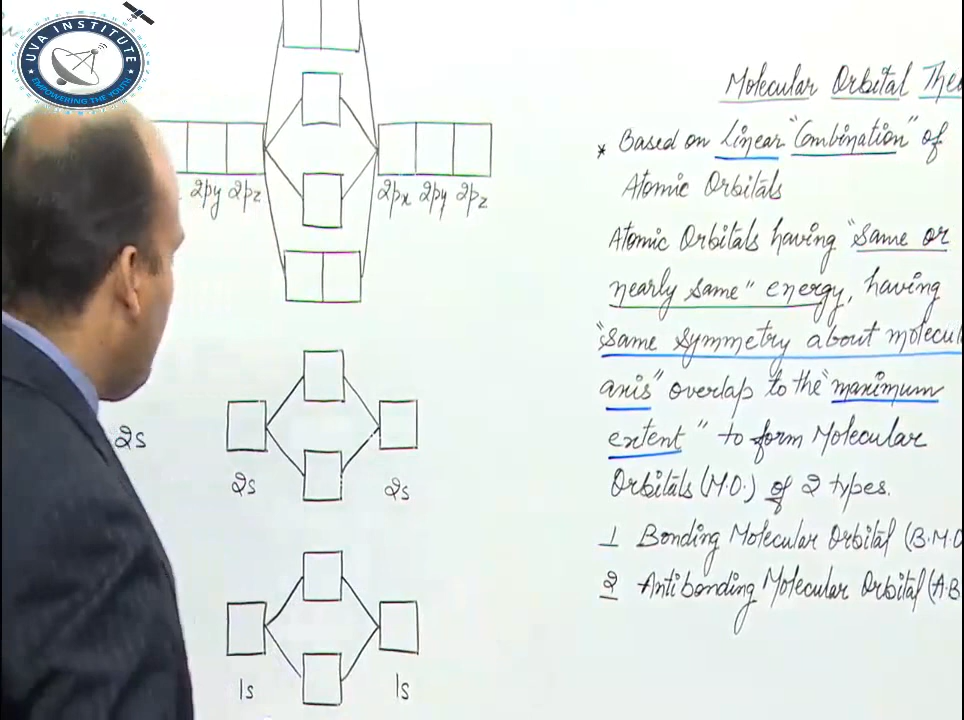 UVA INSTITUTE
EMPOWERING THE YOUTH
2py 2pz
2px 2py 2pz
2s
2s
2s
1s
1s
Molecular Orbital
* Based on Linear "Combination" of
Atomic Orbitals
Atomic Orbitals having "same or
nearly same" energy, having
"same symmetry about molecul
axis" overlap to the "maximum
extent" to form Molecular
Orbitals (M.O.) of 2 types.
1 Bonding Molecular Orbital (B.M.O
2 Antibonding Molecular Orbital (A.B